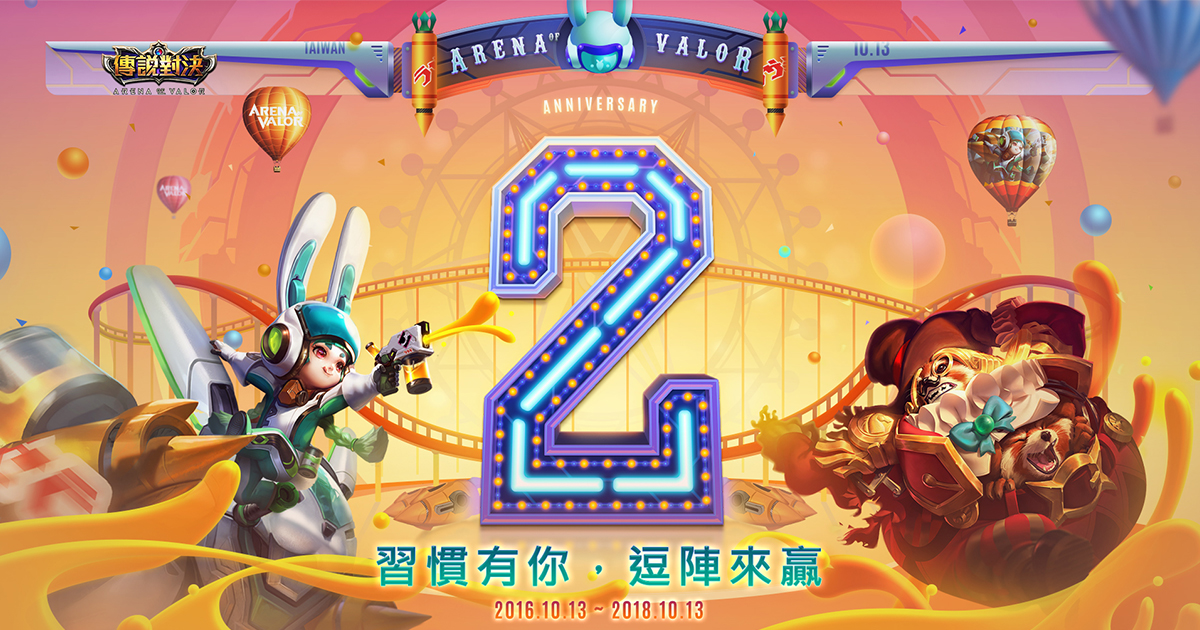 TAIWAN
10.13
傳說對決
ARENA OF VALOR
ARENA OF VALOR
ANNIVERSARY
ARENA OF
VALOR
ARENA
VALOR
2
習慣有你，逗陣來贏
2016.10.13 ~ 2018.10.13